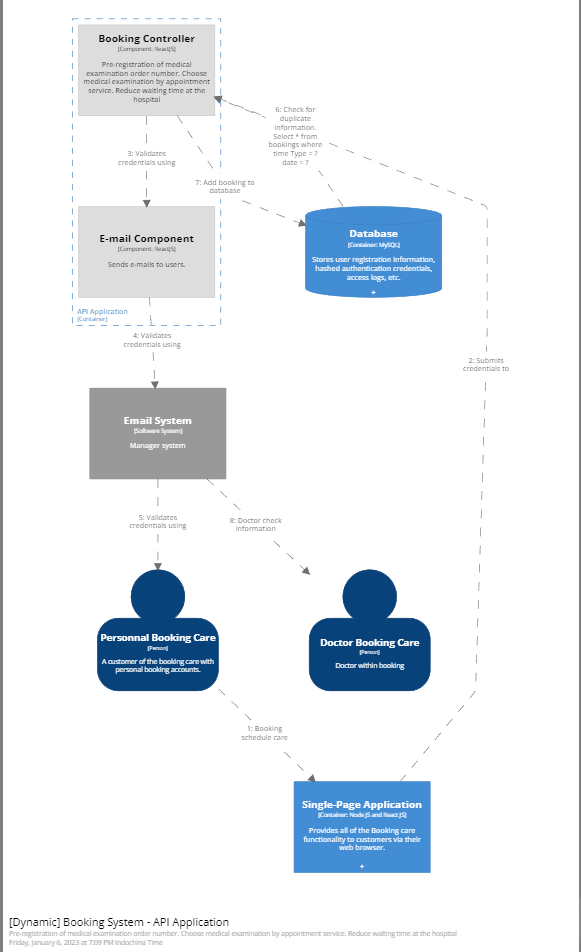 Booking Controller
[Component: ReactJS]
Pre-registration of medical
examination order number. Choose
medical examination by appointment
service. Reduce waiting time at the
hospital
6: Check for
duplicate
information.
Select * from
bookings where
time Type = ?
date = ?
3: Validates
credentials using
7: Add booking to
database
E-mail Component
[Component: ReactJS]
Sends e-mails to users.
Database
[Container: MySQL]
Stores user registration information,
hashed authentication credentials,
access logs, etc.
+
API Application
[Container]
4: Validates
credentials using
2: Submits
credentials to
Email System
[Software System]
Manager system
5: Validates
credentials using
8: Doctor check
information
Personnal Booking Care
[Person]
A customer of the booking care with
personal booking accounts.
Doctor Booking Care
[Person]
Doctor within booking
1: Booking
schedule care
Single-Page Application
[Container: Node JS and React JS]
Provides all of the Booking care
functionality to customers via their
web browser.
+
[Dynamic] Booking System - API Application
Pre-registration of medical examination order number. Choose medical examination by appointment service. Reduce waiting time at the hospital
Friday, January 6, 2023 at 7:09 PM Indochina Time